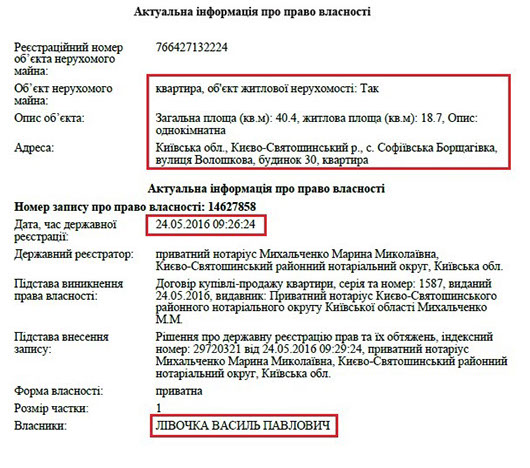 Актуальна інформація про право власності
Реєстраційний номер 766427132224
об’єкта нерухомого
майна:
Об’єкт нерухомого квартира, об'єкт житлової нерухомості: Так
майна:
Опис об’єкта: Загальна площа (кв.м): 40.4, житлова площа (кв.м): 18.7, Опис:
однокімнатна
Адреса: Київська обл., Києво-Святошинський р., с. Софіївська Борщагівка,
вулиця Волошкова, будинок 30, квартира
Актуальна інформація про право власності
Номер запису про право власності: 14627858
Дата, час державної 24.05.2016 09:26:24
реєстрації:
Державний реєстратор: приватний нотаріус Михальченко Марина Миколаївна,
Києво-Святошинський районний нотаріальний округ, Київська обл.
Підстава виникнення Договір купівлі-продажу квартири, серія та номер: 1587, виданий
права власності: 24.05.2016, видавник: Приватний нотаріус Києво-Святошинського
районного нотаріального округу Київської області Михальченко
М.М.
Підстава внесення Рішення про державну реєстрацію прав та їх обтяжень, індексний
запису: номер: 29720321 від 24.05.2016 09:29:24, приватний нотаріус
Михальченко Марина Миколаївна, Києво-Святошинський районний
нотаріальний округ, Київська обл.
Форма власності: приватна
Розмір частки: 1
Власники: ЛІВОЧКА ВАСИЛЬ ПАВЛОВИЧ